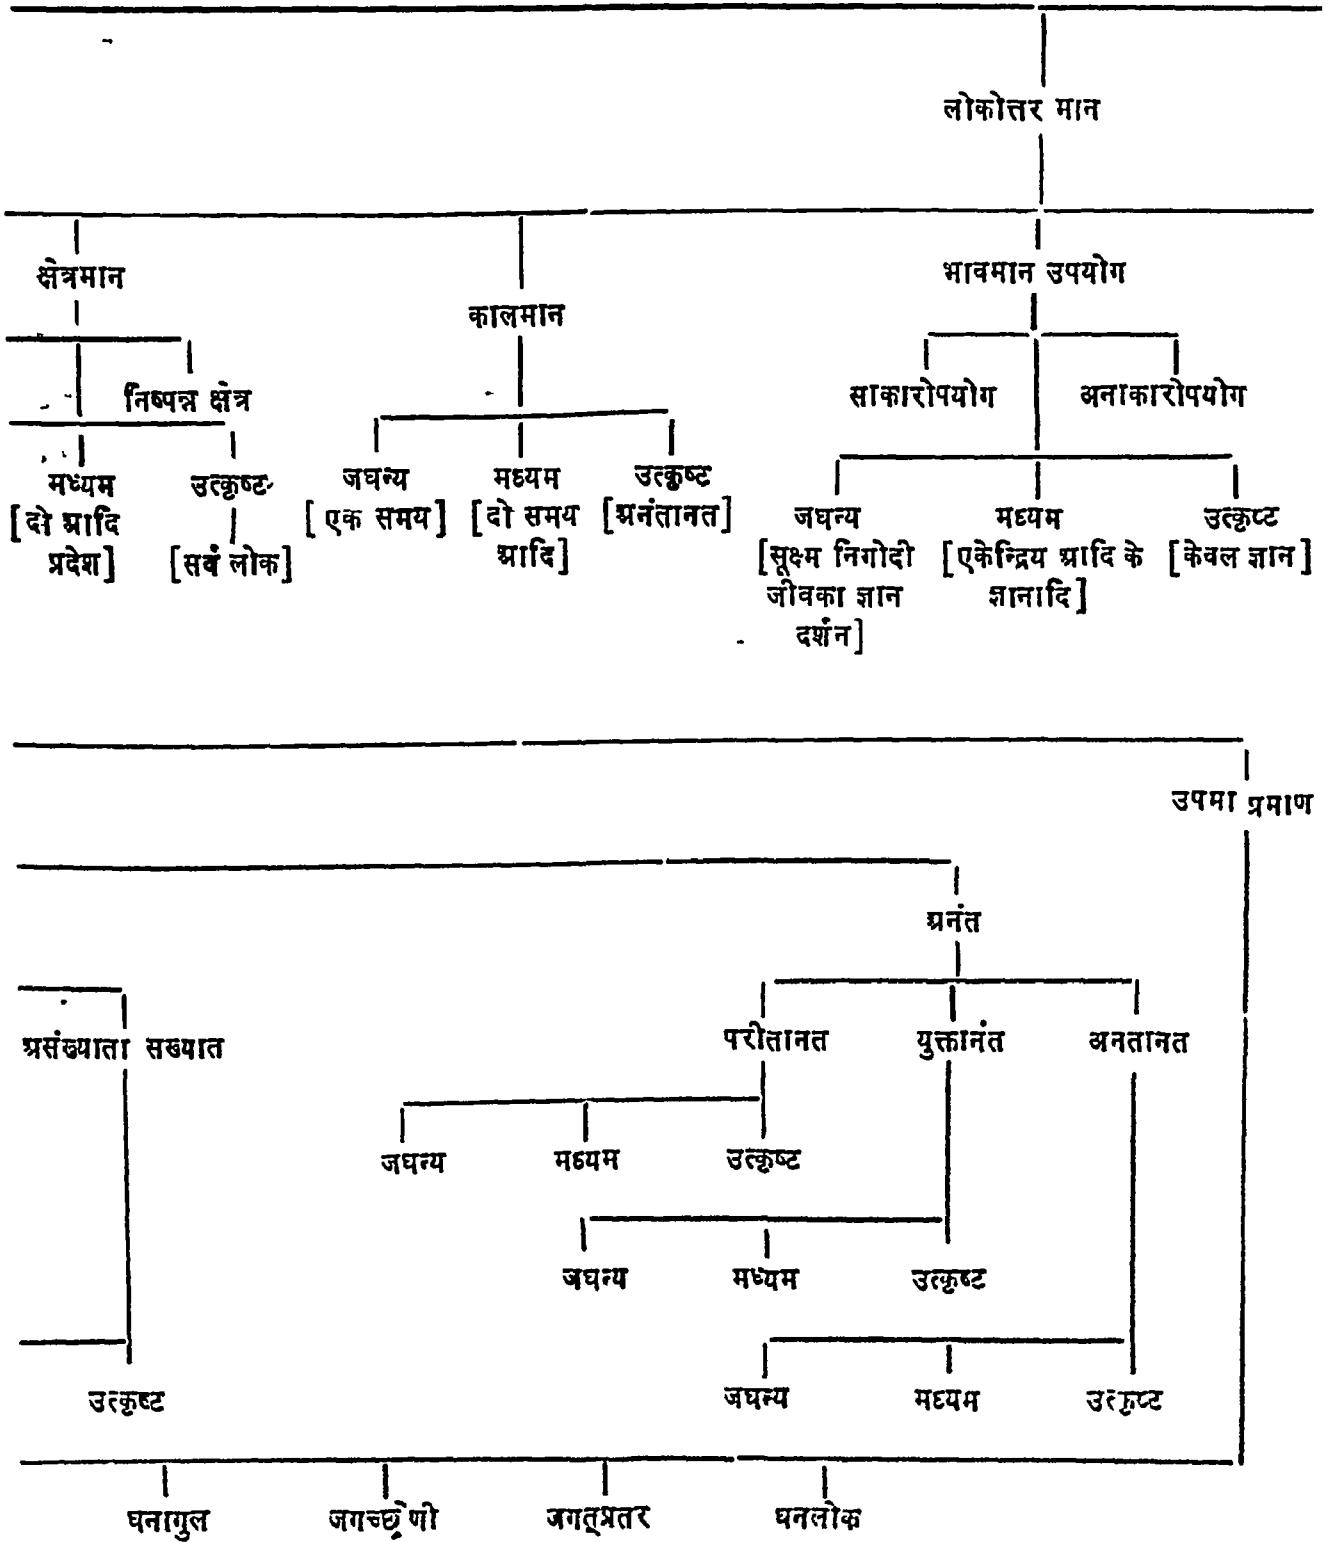 लोकोत्तर मान
क्षेत्रमान
भावमान उपयोग
कालमान
निष्पन्न क्षेत्र
साकारोपयोग
अनाकारोपयोग
मध्यम
[दो आदि
प्रदेश]
उत्कृष्ट
[सर्व लोक]
जघन्य
[एक समय]
मध्यम
[दो समय
आदि]
उत्कृष्ट
[अनंतानत]
जघन्य
[सूक्ष्म निगोदी
जीवका ज्ञान
दर्शन]
मध्यम
[एकेन्द्रिय आदि के
ज्ञानादि]
उत्कृष्ट
[केवल ज्ञान]
उपमा प्रमाण
अनंत
असंख्याता सख्यात
परीतानत
युक्तानंत
अनतानत
जघन्य
मध्यम
उत्कृष्ट
जघन्य
मध्यम
उत्कृष्ट
उत्कृष्ट
जघन्य
मध्यम
उत्कृष्ट
घनागुल
जगच्छ्रेणी
जगत्प्रतर
घनलोक